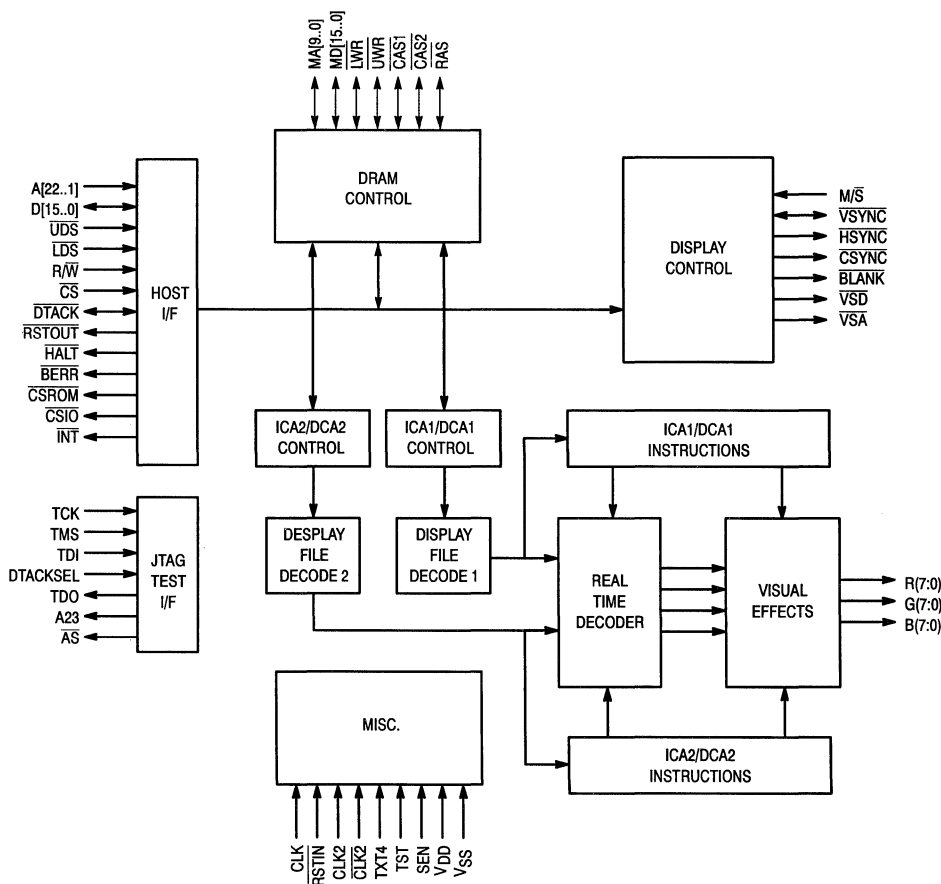 MA[9..0]
MD[15..0]
LWR
UWR
CAS1
CAS2
RAS
DRAM
CONTROL
A[22..1]
D[15..0]
UDS
LDS
R/W
CS
DTACK
RSTOUT
HALT
BERR
CSROM
CSIO
INT
HOST
I/F
DISPLAY
CONTROL
M/S
VSYNC
HSYNC
CSYNC
BLANK
VSD
VSA
ICA2/DCA2
CONTROL
ICA1/DCA1
CONTROL
ICA1/DCA1
INSTRUCTIONS
TCK
TMS
TDI
DTACKSEL
TDO
A23
AS
JTAG
TEST
I/F
DESPLAY
FILE
DECODE 2
DISPLAY
FILE
DECODE 1
REAL
TIME
DECODER
VISUAL
EFFECTS
R(7:0)
G(7:0)
B(7:0)
MISC.
ICA2/DCA2
INSTRUCTIONS
CLK
RSTIN
CLK2
CLK2
TXT4
TST
SEN
VDD
VSS